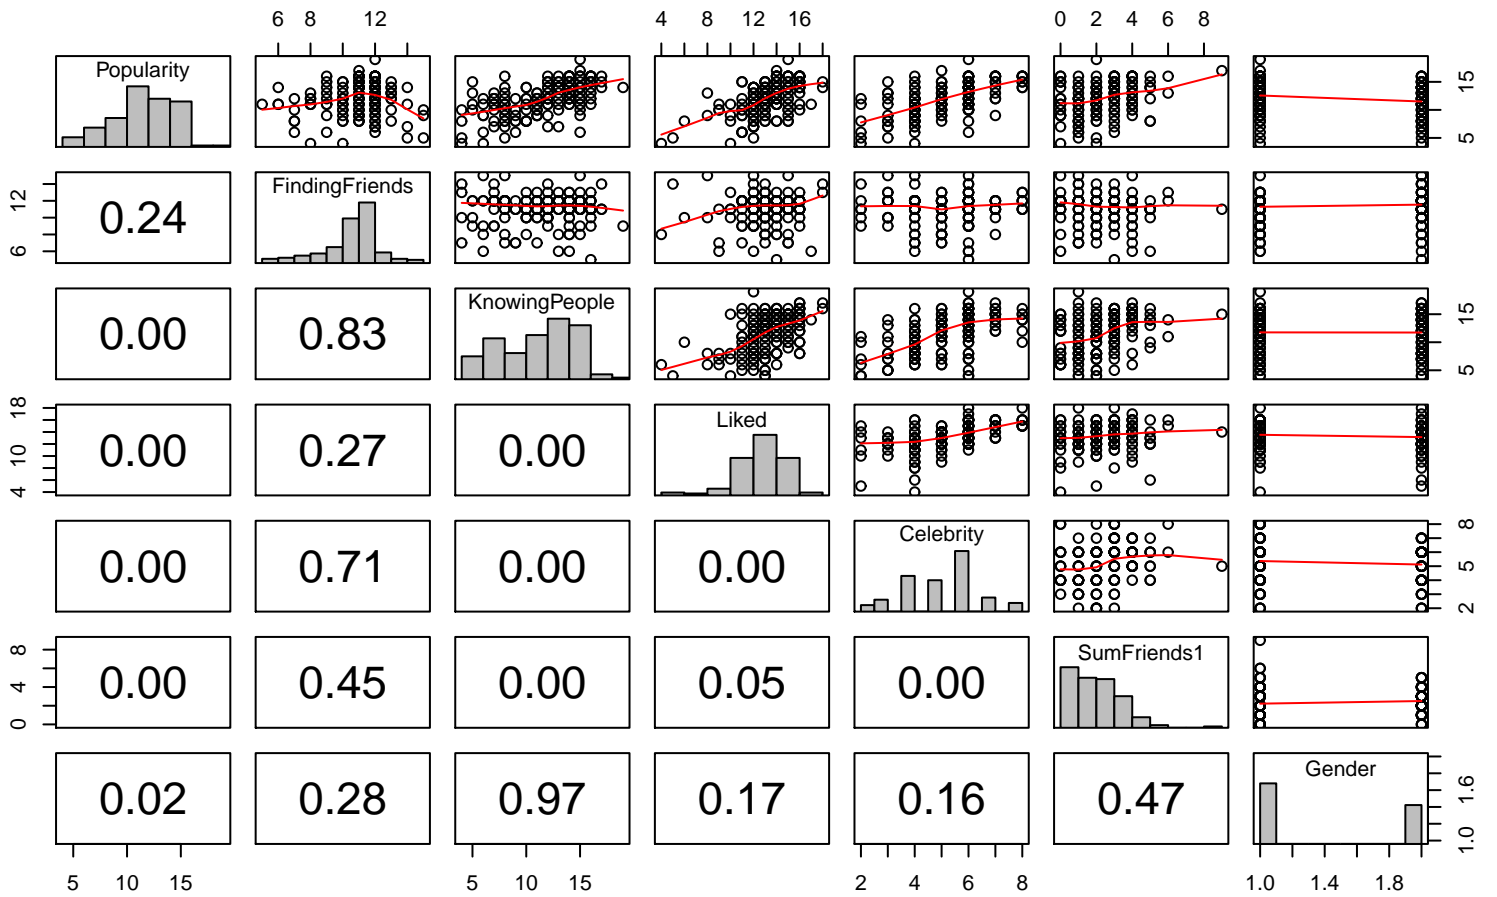 6 8 12 4 8 12 16 0 2 4 6 8
Popularity 5 15
6 12 0.24 FindingFriends
0.00 0.83 KnowingPeople 5 15
4 10 18 0.00 0.27 0.00 Liked
0.00 0.71 0.00 0.00 Celebrity 2 5 8
0 4 8 0.00 0.45 0.00 0.05 0.00 SumFriends1
0.02 0.28 0.97 0.17 0.16 0.47 Gender 1.0 1.6
5 10 15 5 15 2 4 6 8 1.0 1.4 1.8